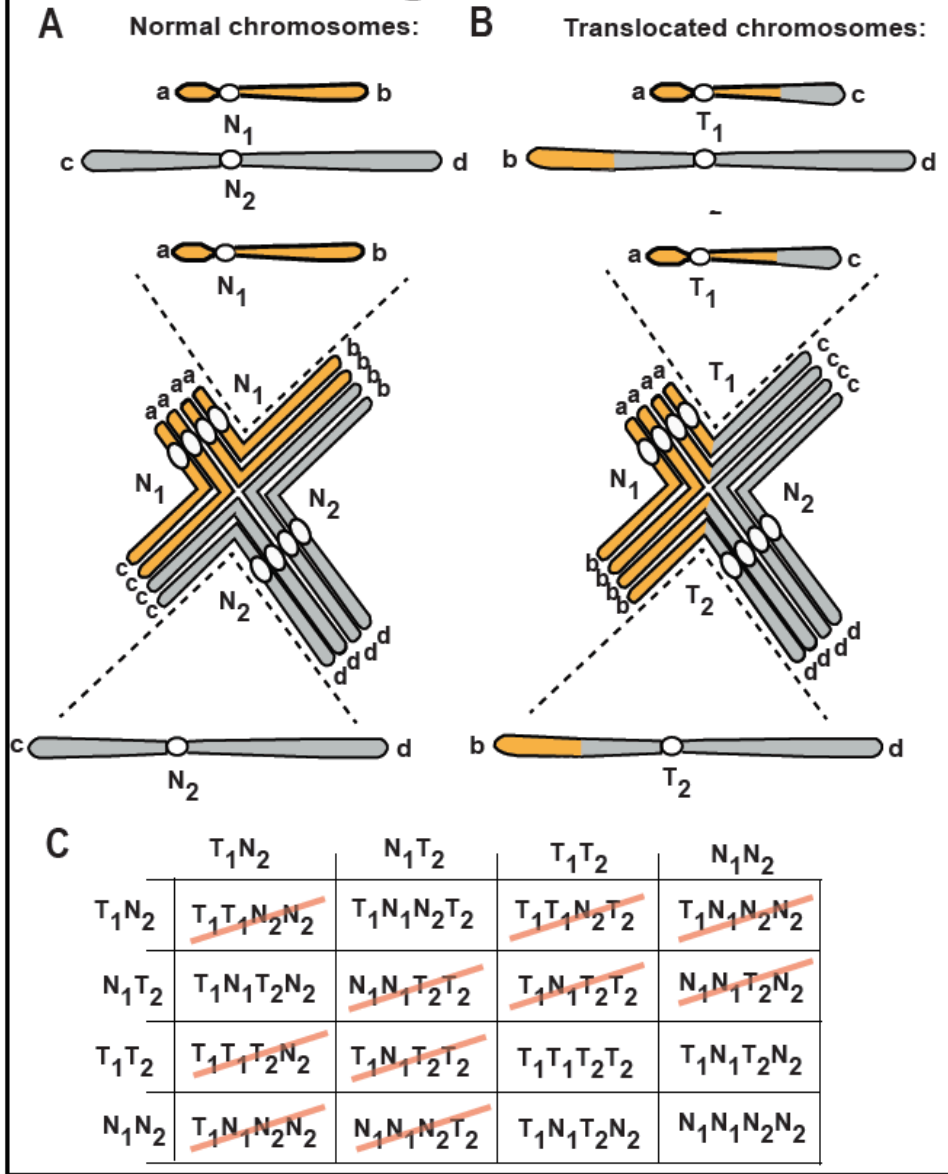 A Normal chromosomes:
B Translocated chromosomes:
a b
N1
c d
N2
a c
T1
b d
a b
N1
a c
T1
N1
a a a a
b b b b
N1
N2
c c c c
N2
d d d d
T1
a a a a
c c c c
N1
N2
b b b b
T2
d d d d
c d
N2
b d
T2
C
T1N2 N1T2 T1T2 N1N2
T1N2 T1T1N2N2 T1N1N2T2 T1T1N2T2 T1N1N2N2
N1T2 T1N1T2N2 N1N1T2T2 T1N1T2T2 N1N1T2N2
T1T2 T1T1T2N2 T1N1T2T2 T1T1T2T2 T1N1T2N2
N1N2 T1N1N2N2 N1N1N2T2 T1N1T2N2 N1N1N2N2